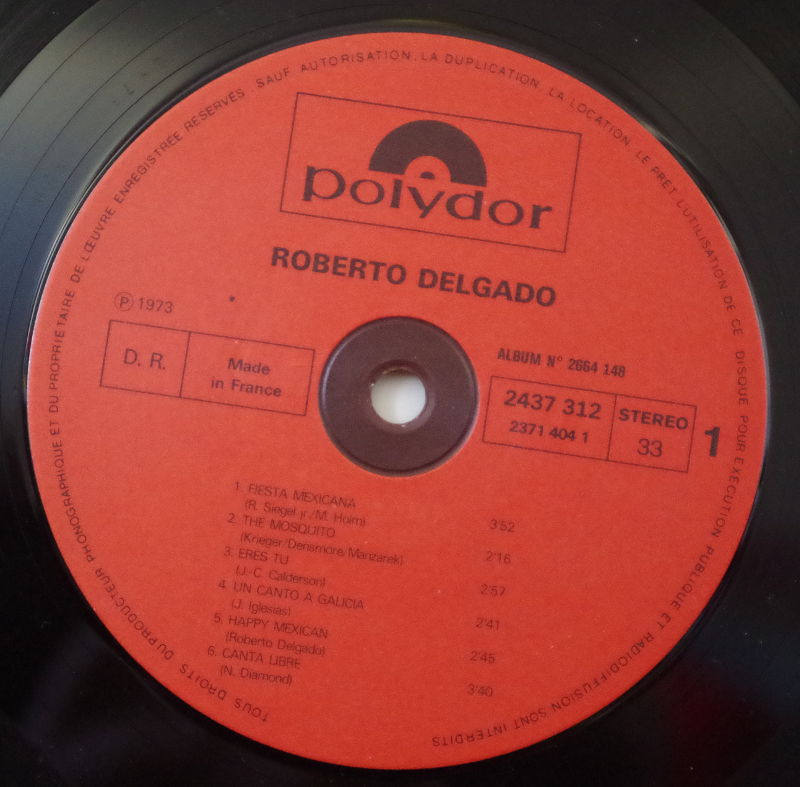 TOUS DROITS DU PRODUCTEUR PHONOGRAPHIQUE ET DU PROPRIETAIRE DE L'ŒUVRE ENREGISTRÉE RESERVÉS . SAUF AUTORISATION . LA DUPLICATION. LA LOCATION. LE PRET L'UTILISATION DE CE DISQUE POUR EXECUTION PUBLIQUE ET RADIODIFFUSION SONT INTERDITS
polydor
ROBERTO DELGADO
Ⓟ 1973
D. R. Made
in France
ALBUM N° 2664 148
2437 312 STEREO 1
2371 404 1 33
1. FIESTA MEXICANA
(R. Siegel jr./M. Holm) 3'52
2. THE MOSQUITO
(Krieger/Densmore/Manzarek) 2'16
3. ERES TU
(J.-C. Calderson) 2'57
4. UN CANTO A GALICIA
(J. Iglesias) 2'41
5. HAPPY MEXICAN
(Roberto Delgado) 2'45
6. CANTA LIBRE
(N. Diamond) 3'40